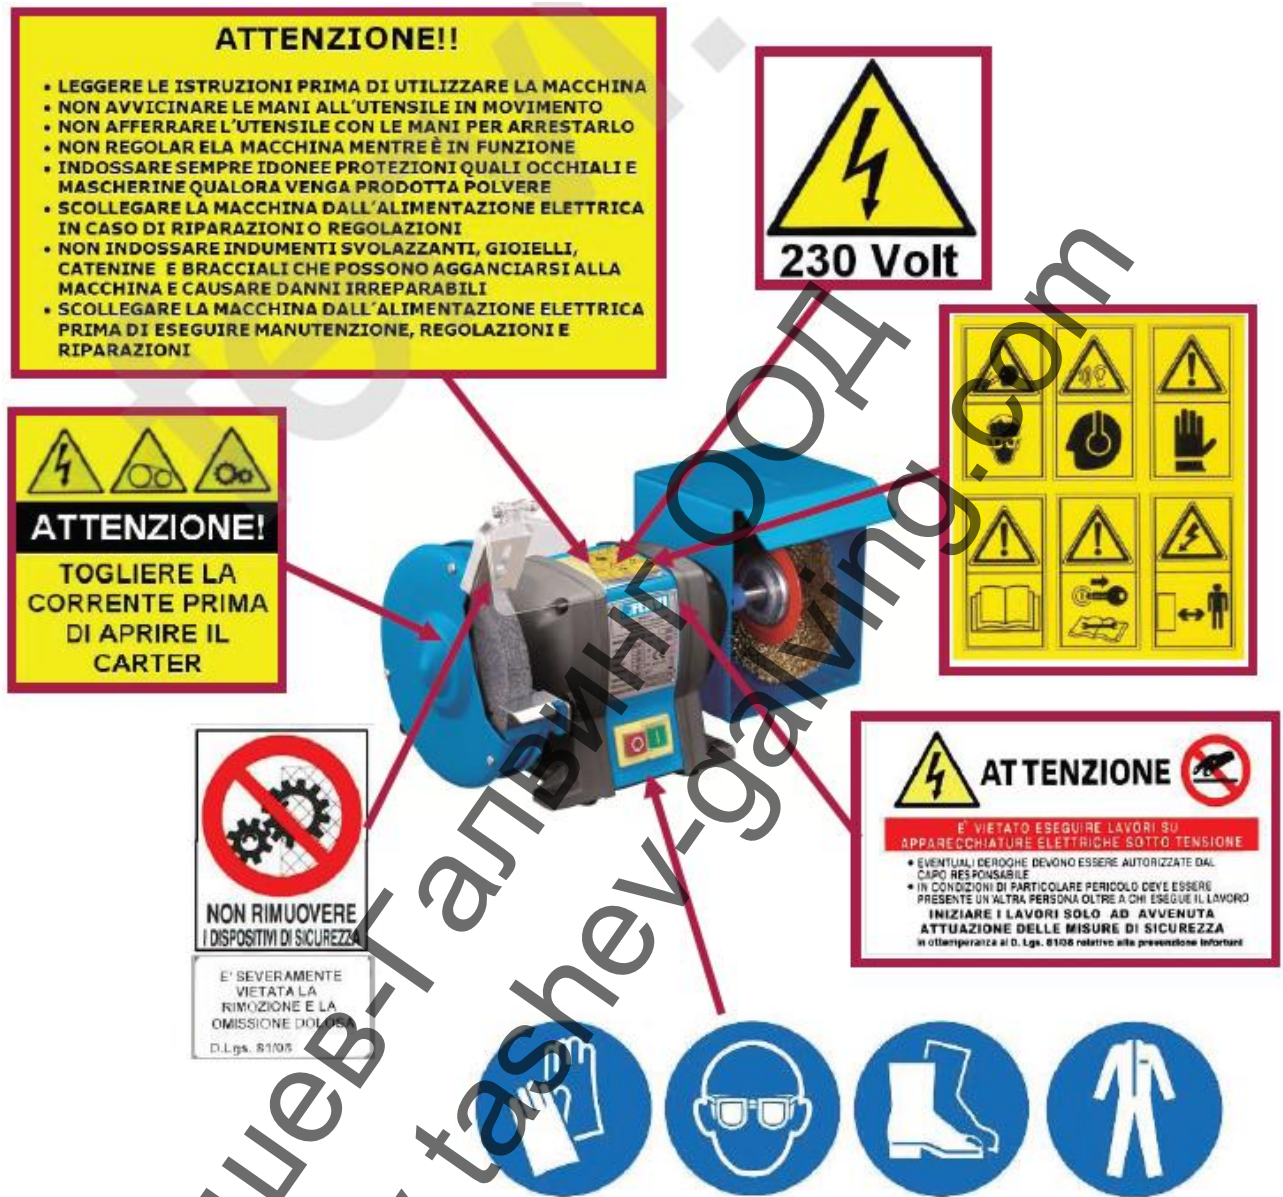 ATTENZIONE!!
• LEGGERE LE ISTRUZIONI PRIMA DI UTILIZZARE LA MACCHINA
• NON AVVICINARE LE MANI ALL'UTENSILE IN MOVIMENTO
• NON AFFERRARE L'UTENSILE CON LE MANI PER ARRESTARLO
• NON REGOLAR ELA MACCHINA MENTRE È IN FUNZIONE
• INDOSSARE SEMPRE IDONEE PROTEZIONI QUALI OCCHIALI E
MASCHERINE QUALORA VENGA PRODOTTA POLVERE
• SCOLLEGARE LA MACCHINA DALL'ALIMENTAZIONE ELETTRICA
IN CASO DI RIPARAZIONI O REGOLAZIONI
• NON INDOSSARE INDUMENTI SVOLAZZANTI, GIOIELLI,
CATENINE E BRACCIALI CHE POSSONO AGGANCIARSI ALLA
MACCHINA E CAUSARE DANNI IRREPARABILI
• SCOLLEGARE LA MACCHINA DALL'ALIMENTAZIONE ELETTRICA
PRIMA DI ESEGUIRE MANUTENZIONE, REGOLAZIONI E
RIPARAZIONI
230 Volt
ATTENZIONE!
TOGLIERE LA
CORRENTE PRIMA
DI APRIRE IL
CARTER
NON RIMUOVERE
I DISPOSITIVI DI SICUREZZA
E' SEVERAMENTE
VIETATA LA
RIMOZIONE E LA
OMISSIONE DOLOSA
D.Lgs. 81/08
ATTENZIONE
E' VIETATO ESEGUIRE LAVORI SU
APPARECCHIATURE ELETTRICHE SOTTO TENSIONE
• EVENTUALI DEROGHE DEVONO ESSERE AUTORIZZATE DAL
CAPO RESPONSABILE
• IN CONDIZIONI DI PARTICOLARE PERICOLO DEVE ESSERE
PRESENTE UN'ALTRA PERSONA OLTRE A CHI ESEGUE IL LAVORO
INIZIARE I LAVORI SOLO AD AVVENUTA
ATTUAZIONE DELLE MISURE DI SICUREZZA
in ottemperanza al D. Lgs. 81/08 relativo alla prevenzione infortuni
шев-Галвинг ООД
tashev-galving.com